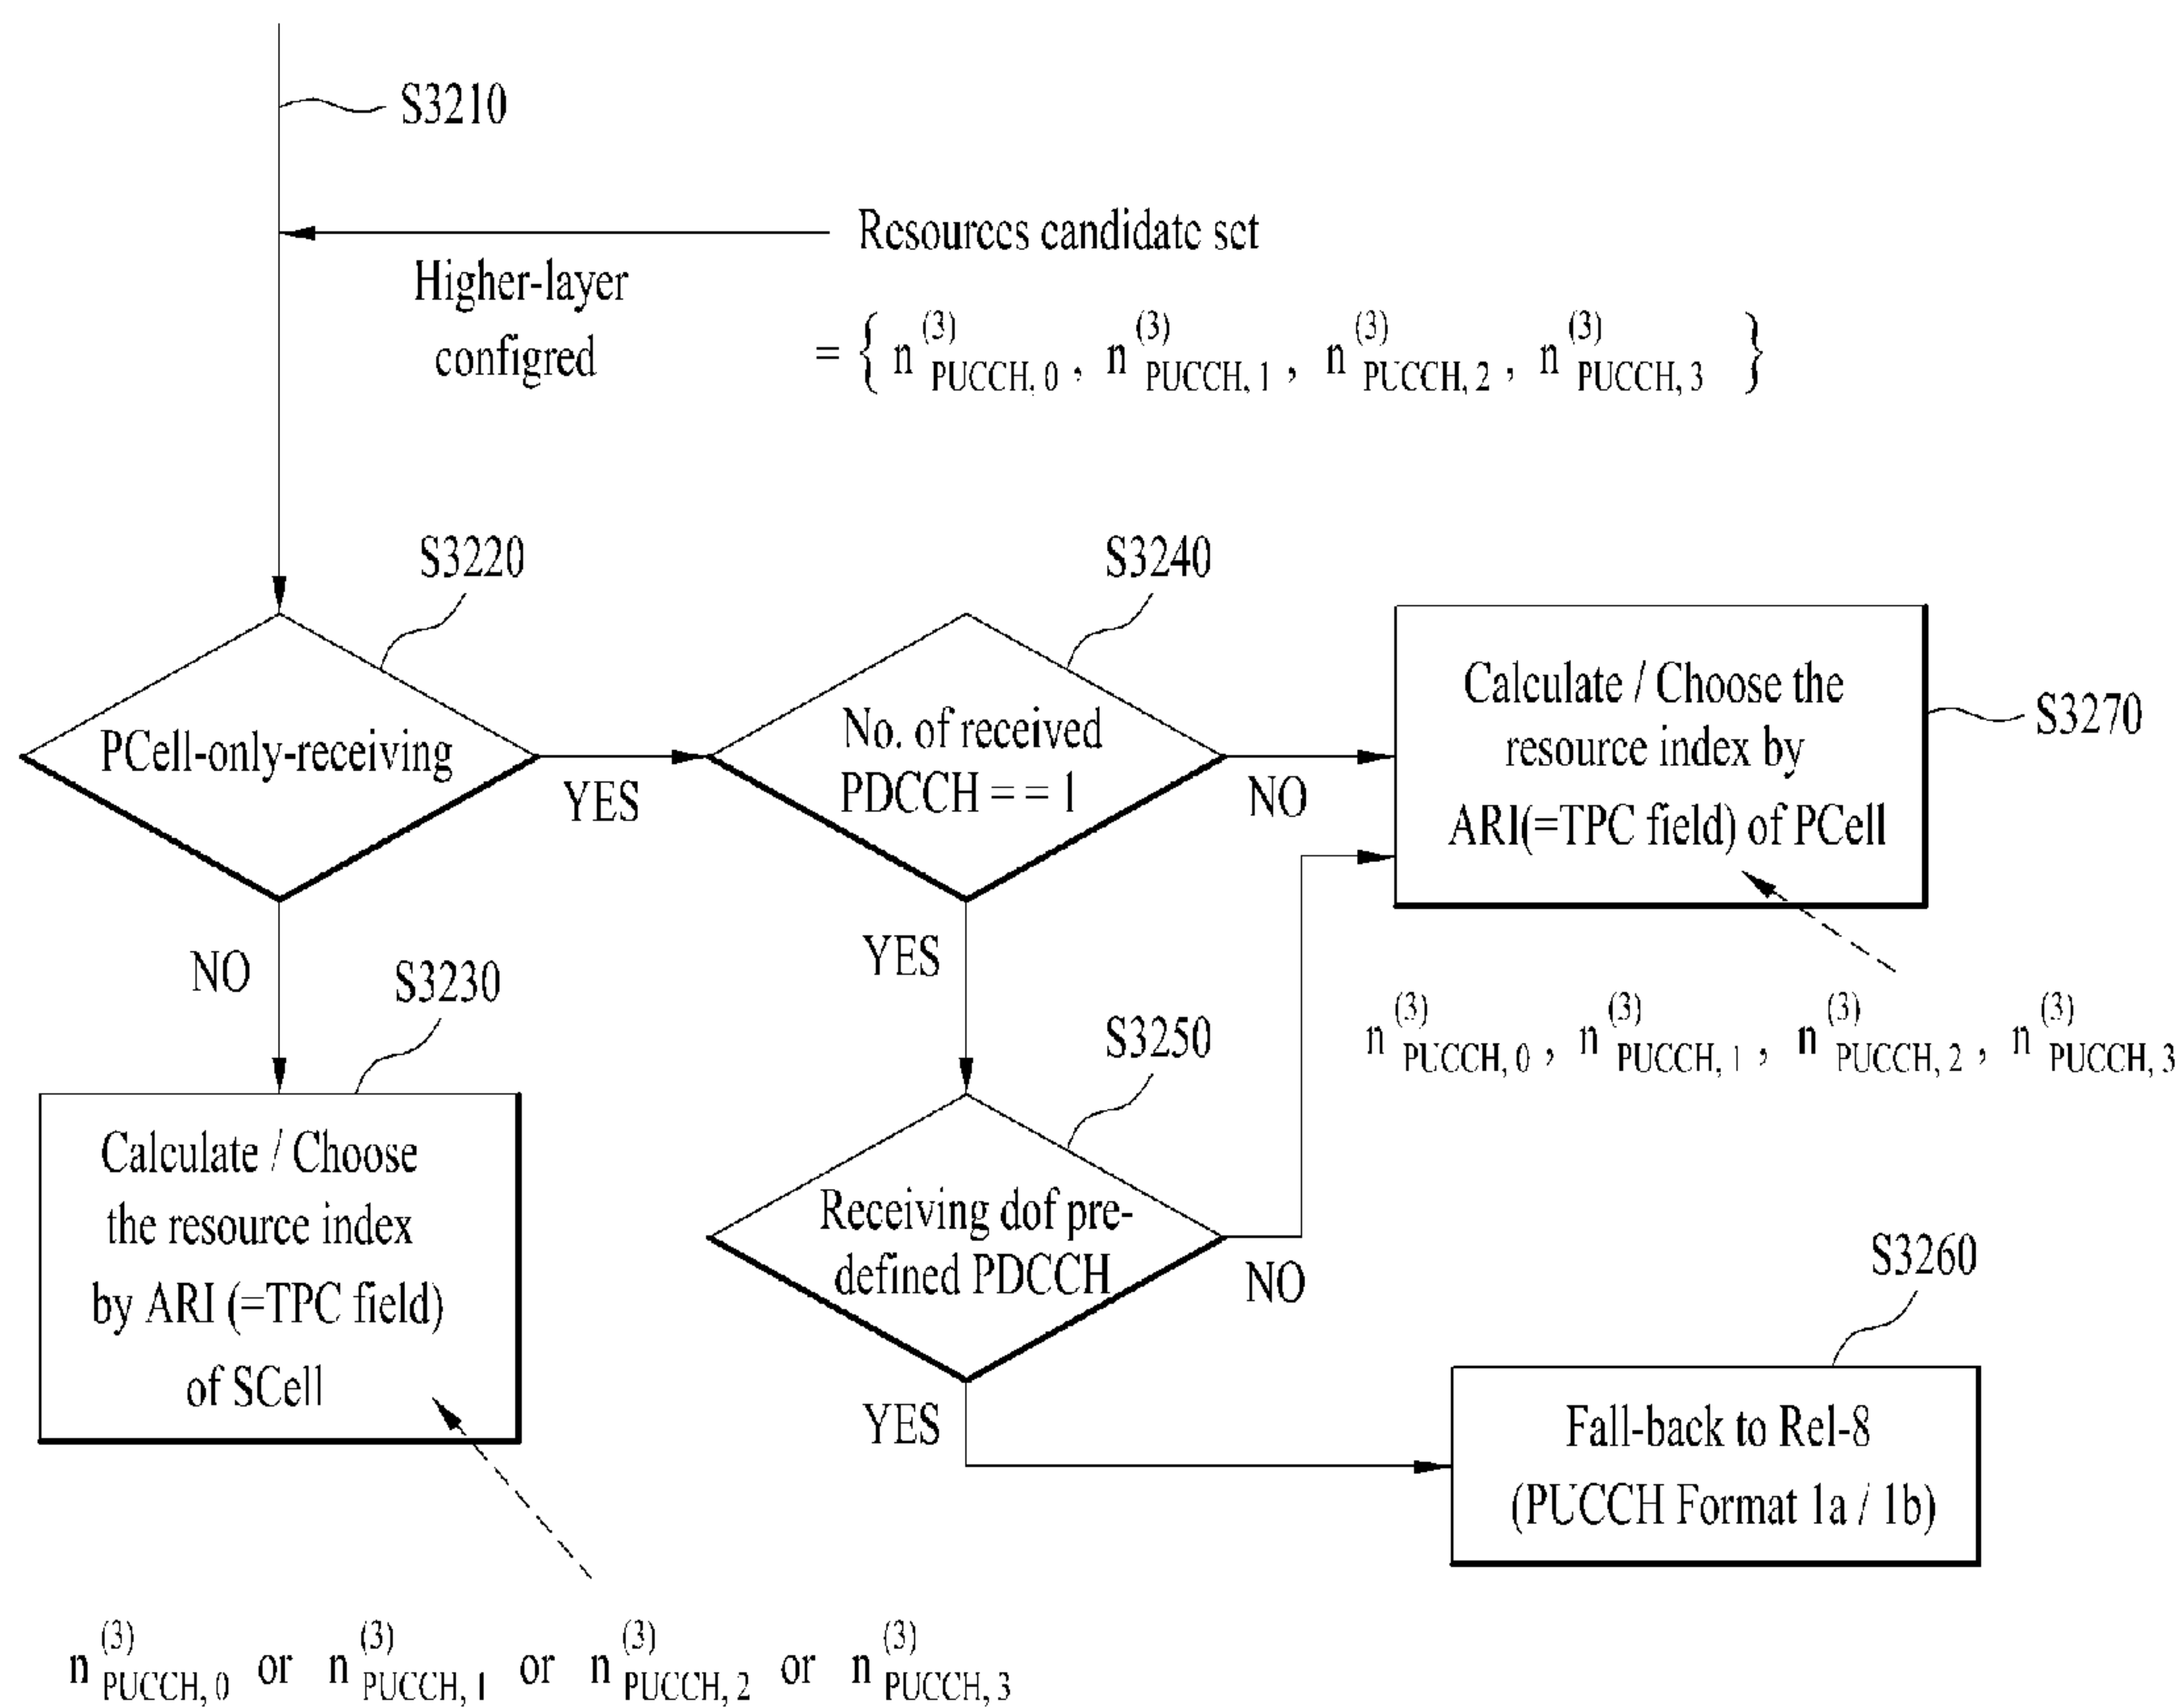 S3210
Resources candidate set
Higher-layer
configred
= { n^{(3)}_{PUCCH, 0} , n^{(3)}_{PUCCH, 1} , n^{(3)}_{PUCCH, 2} , n^{(3)}_{PUCCH, 3} }
S3220
PCell-only-receiving
YES
NO
S3240
No. of received
PDCCH = = 1
NO
YES
Calculate / Choose the
resource index by
ARI(=TPC field) of PCell
S3270
n^{(3)}_{PUCCH, 0} , n^{(3)}_{PUCCH, 1} , n^{(3)}_{PUCCH, 2} , n^{(3)}_{PUCCH, 3}
S3230
Calculate / Choose
the resource index
by ARI (=TPC field)
of SCell
S3250
Receiving dof pre-
defined PDCCH
NO
YES
S3260
Fall-back to Rel-8
(PUCCH Format 1a / 1b)
n^{(3)}_{PUCCH, 0} or n^{(3)}_{PUCCH, 1} or n^{(3)}_{PUCCH, 2} or n^{(3)}_{PUCCH, 3}